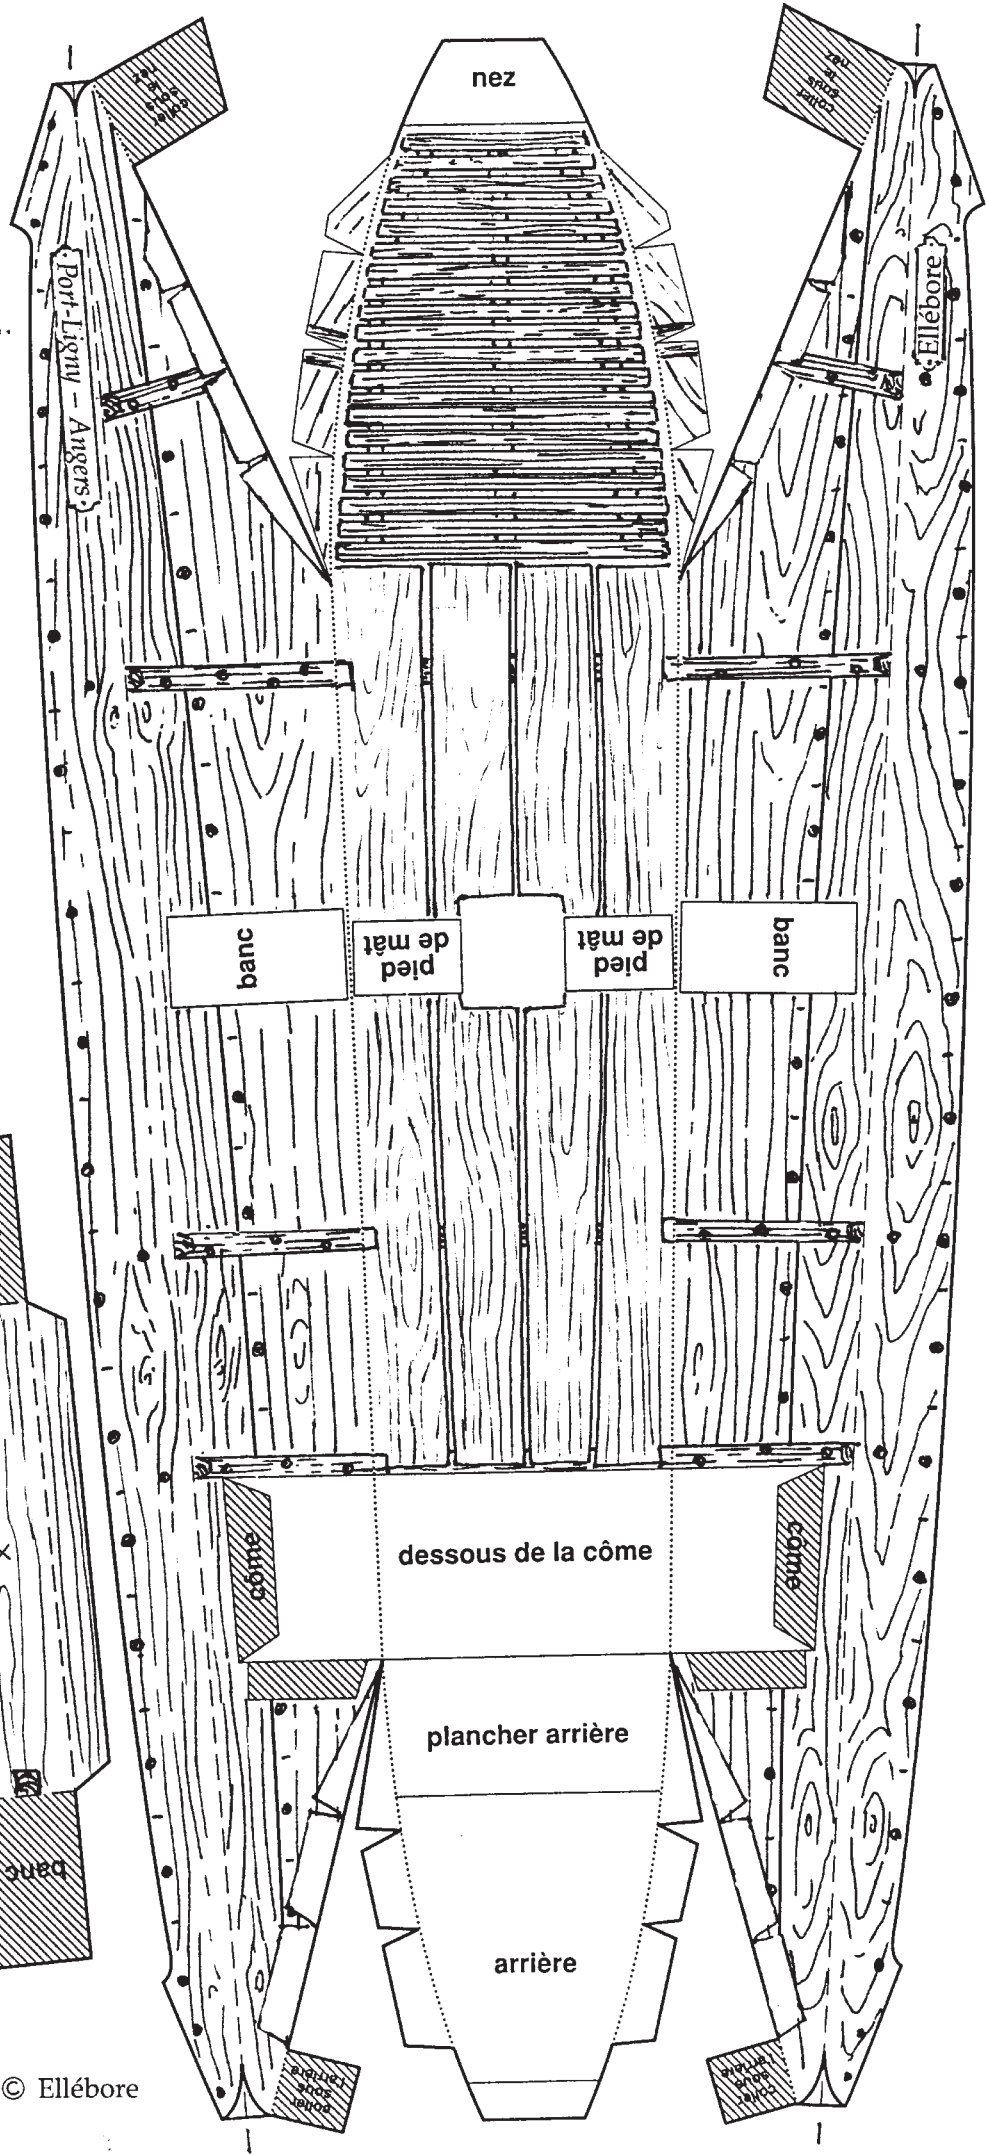 nez
coller
sous
le
nez
coller
sous
le
nez
Port-Ligny – Angers
Ellébore
banc
pied
de mât
pied
de mât
banc
côme
dessous de la côme
côme
plancher arrière
banc
arrière
coller
sous
l'arrière
coller
sous
l'arrière
© Ellébore